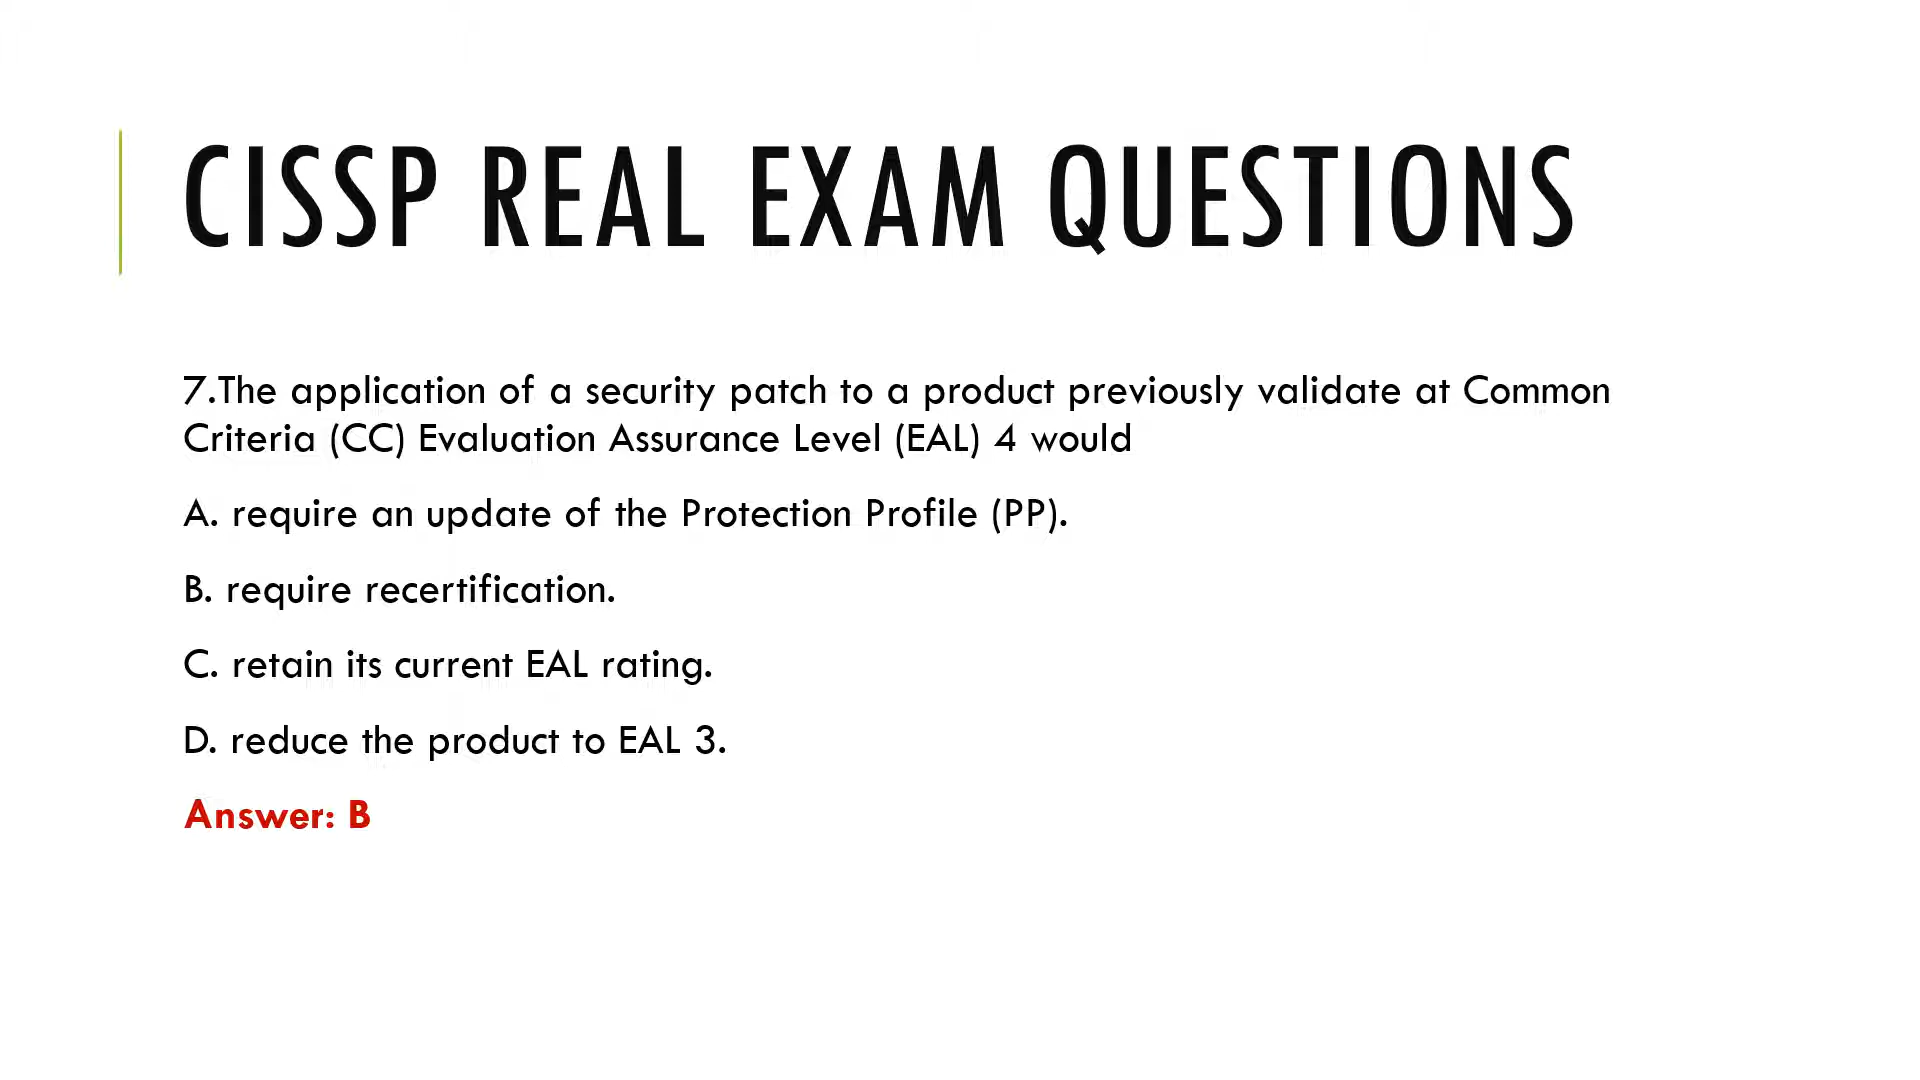 CISSP REAL EXAM QUESTIONS
7.The application of a security patch to a product previously validate at Common
Criteria (CC) Evaluation Assurance Level (EAL) 4 would
A. require an update of the Protection Profile (PP).
B. require recertification.
C. retain its current EAL rating.
D. reduce the product to EAL 3.
Answer: B